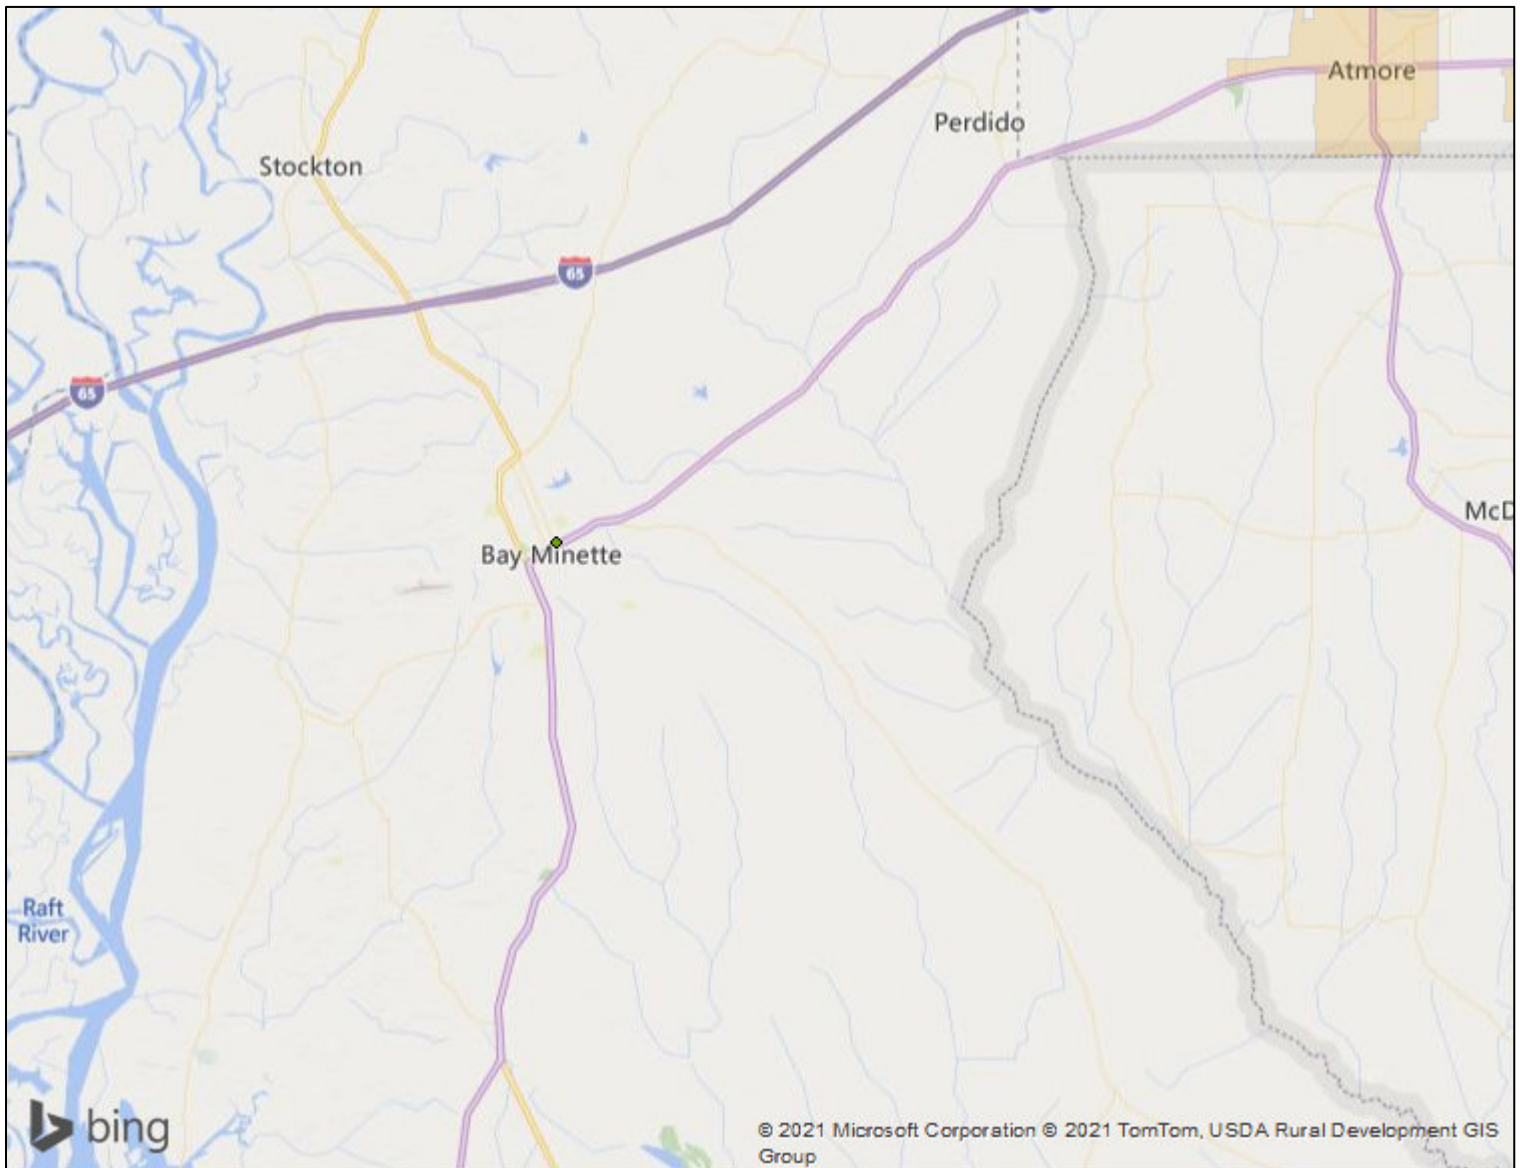 Atmore
Perdido
Stockton
65
65
McD
Bay Minette
Raft
River
bing
© 2021 Microsoft Corporation © 2021 TomTom, USDA Rural Development GIS
Group